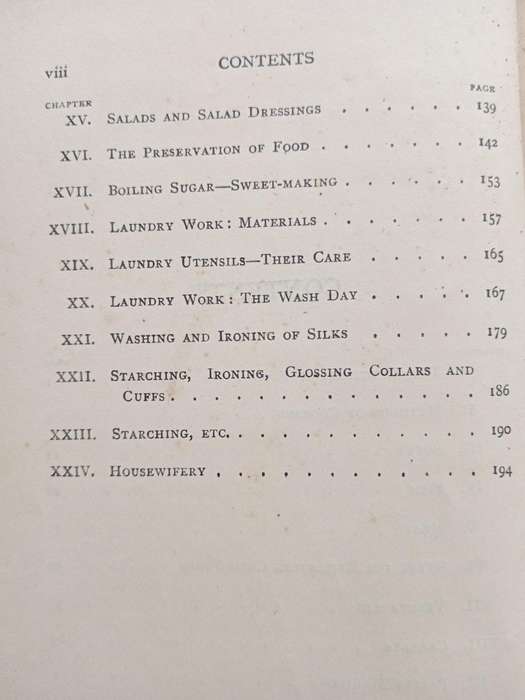 viii
CONTENTS
CHAPTER PAGE
XV. SALADS AND SALAD DRESSINGS . . . . . . 139
XVI. THE PRESERVATION OF FOOD . . . . . . . 142
XVII. BOILING SUGAR—SWEET-MAKING . . . . . 153
XVIII. LAUNDRY WORK: MATERIALS . . . . . . 157
XIX. LAUNDRY UTENSILS—THEIR CARE . . . . . 165
XX. LAUNDRY WORK: THE WASH DAY . . . . . 167
XXI. WASHING AND IRONING OF SILKS . . . . . 179
XXII. STARCHING, IRONING, GLOSSING COLLARS AND
CUFFS . . . . . . . . . . . . . 186
XXIII. STARCHING, ETC. . . . . . . . . . . . 190
XXIV. HOUSEWIFERY . . . . . . . . . . . . 194